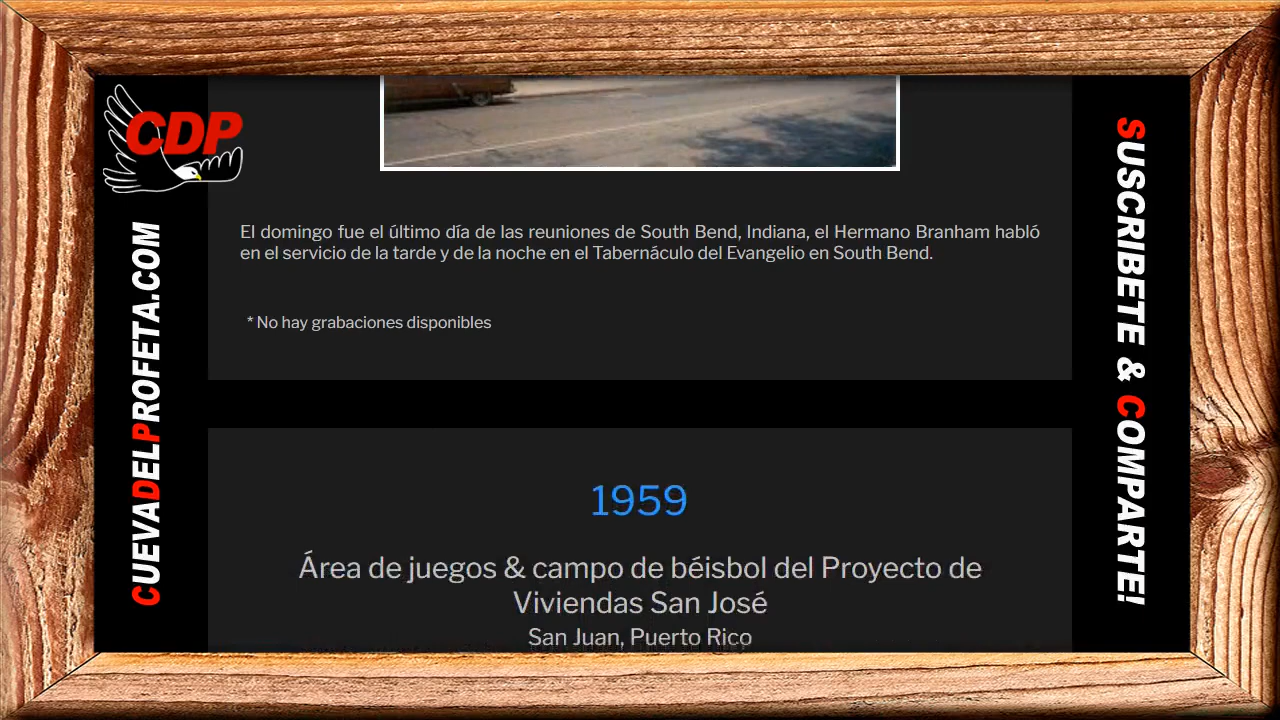 CDP
CUEVADELPROFETA.COM
El domingo fue el último día de las reuniones de South Bend, Indiana, el Hermano Branham habló
en el servicio de la tarde y de la noche en el Tabernáculo del Evangelio en South Bend.
* No hay grabaciones disponibles
1959
Área de juegos & campo de béisbol del Proyecto de
Viviendas San José
San Juan, Puerto Rico
SUSCRIBETE & COMPARTE!